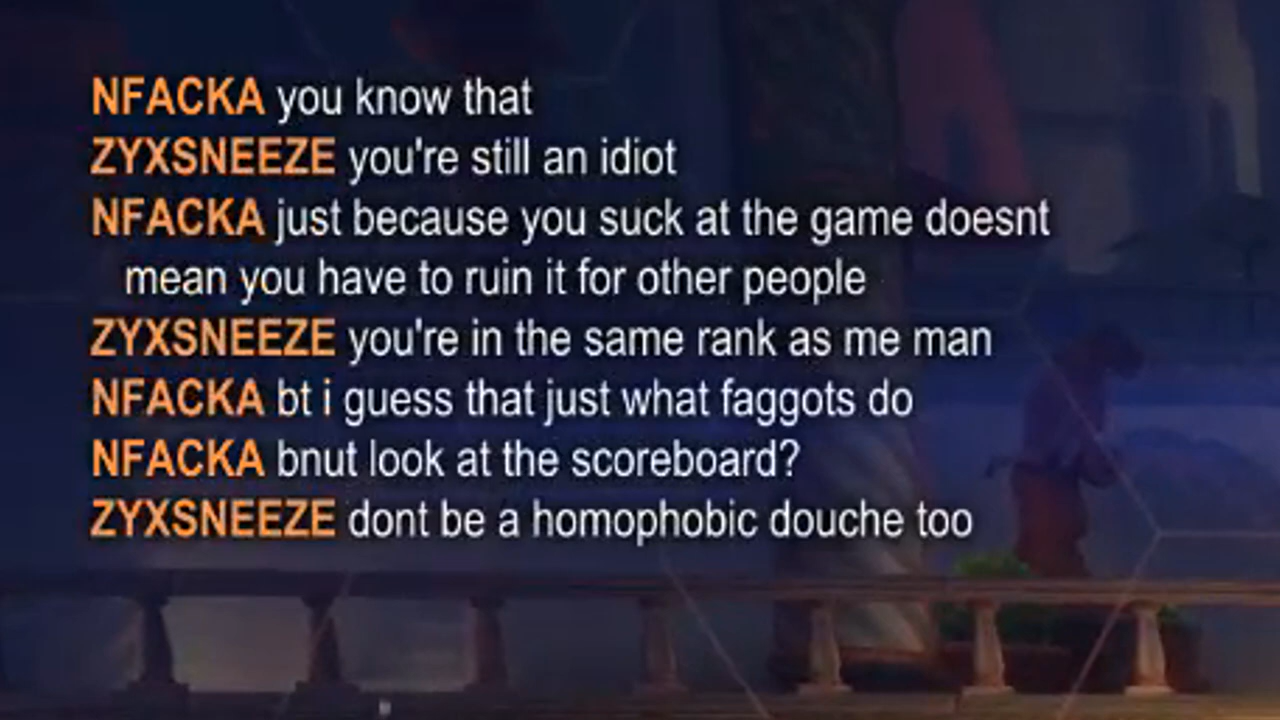 NFACKA you know that
ZYXSNEEZE you're still an idiot
NFACKA just because you suck at the game doesnt
mean you have to ruin it for other people
ZYXSNEEZE you're in the same rank as me man
NFACKA bt i guess that just what faggots do
NFACKA bnut look at the scoreboard?
ZYXSNEEZE dont be a homophobic douche too